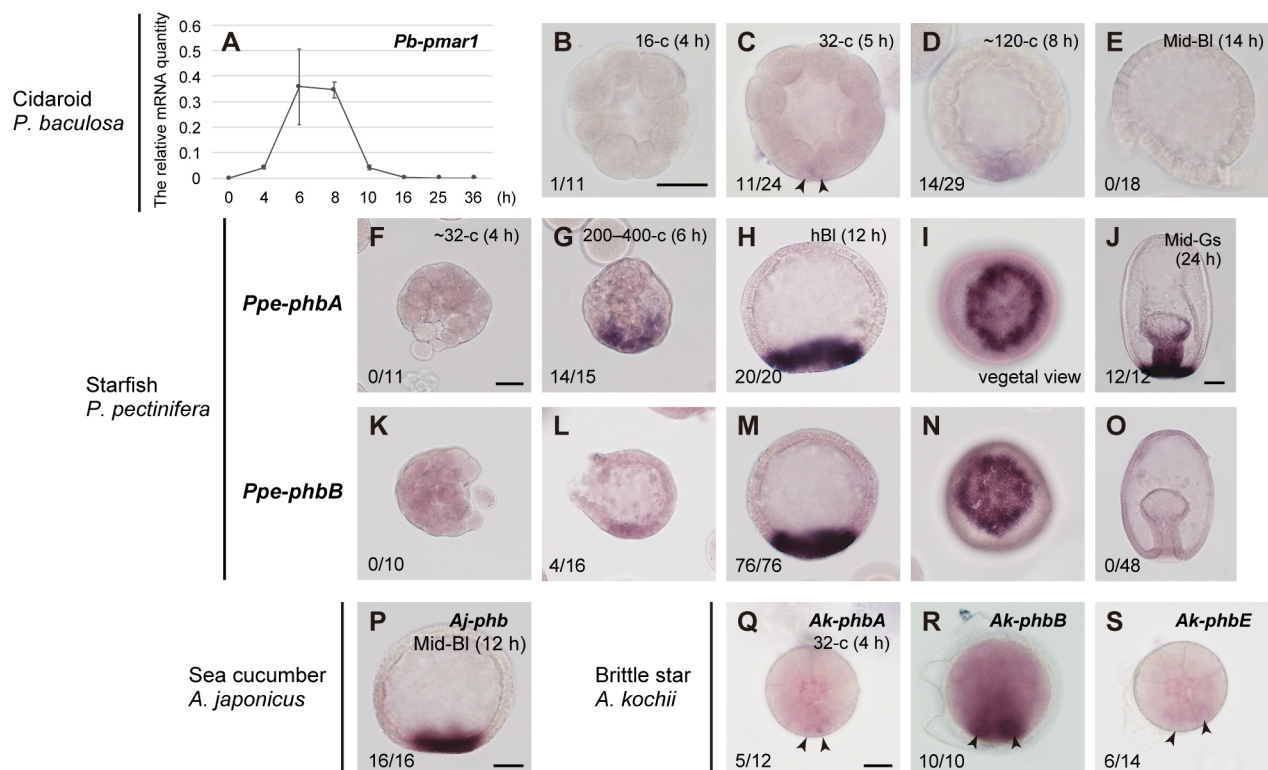 The relative mRNA quantity
0.6
0.5
0.4
0.3
0.2
0.1
0
0 4 6 8 10 16 25 36 (h)
A
Pb-pmar1
Cidaroid
P. baculosa
B
16-c (4 h)
1/11
C
32-c (5 h)
11/24
D
~120-c (8 h)
14/29
E
Mid-Bl (14 h)
0/18
Starfish
P. pectinifera
Ppe-phbA
F
~32-c (4 h)
0/11
G
200–400-c (6 h)
14/15
H
hBl (12 h)
20/20
I
vegetal view
J
Mid-Gs
(24 h)
12/12
Ppe-phbB
K
0/10
L
4/16
M
76/76
N
O
0/48
Sea cucumber
A. japonicus
P
Aj-phb
Mid-Bl (12 h)
16/16
Brittle star
A. kochii
Q
Ak-phbA
32-c (4 h)
5/12
R
Ak-phbB
10/10
S
Ak-phbE
6/14